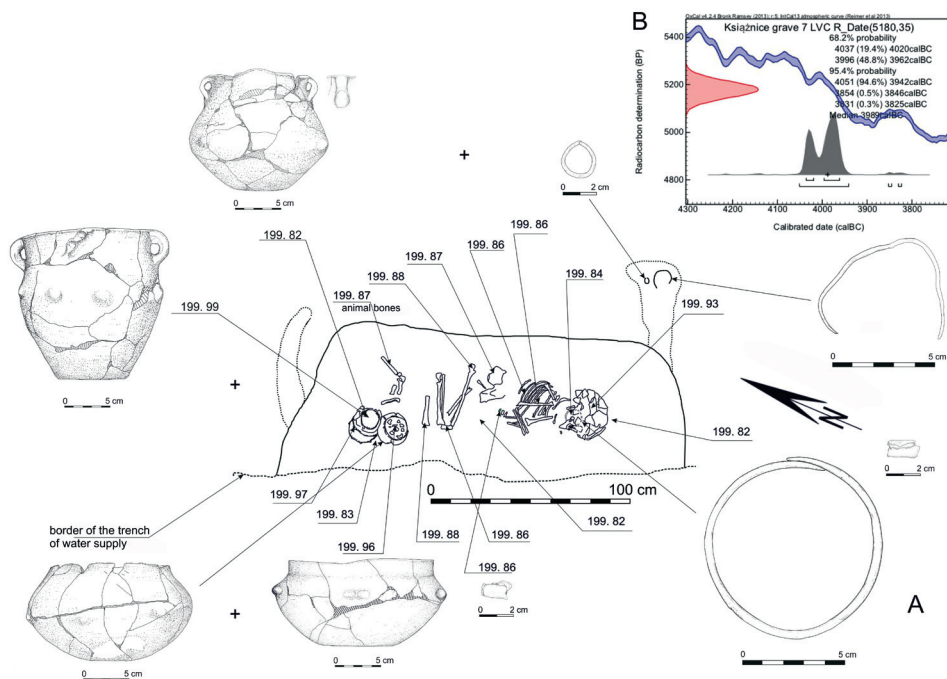 B
OxCal v4.2.4 Bronk Ramsey (2013); r:5 IntCal13 atmospheric curve (Reimer et al 2013)
Książnice grave 7 LVC R_Date(5180,35)
68.2% probability
4037 (19.4%) 4020calBC
3996 (48.8%) 3962calBC
95.4% probability
4051 (94.6%) 3942calBC
3854 (0.5%) 3846calBC
3831 (0.3%) 3825calBC
Median 3989calBC
Radiocarbon determination (BP)
5400
5200
5000
4800
4300 4200 4100 4000 3900 3800
Calibrated date (calBC)
0 5 cm
+
0 2 cm
199. 82
199. 86
199. 86
199. 87
199. 88
199. 84
199. 87
animal bones
199. 99
199. 93
0 5 cm
0 5 cm
+
N
199. 82
0 2 cm
0 100 cm
199. 97
199. 83
199. 96
199. 88
199. 86
199. 82
199. 86
border of the trench
of water supply
+
0 2 cm
A
0 5 cm
0 5 cm
0 5 cm